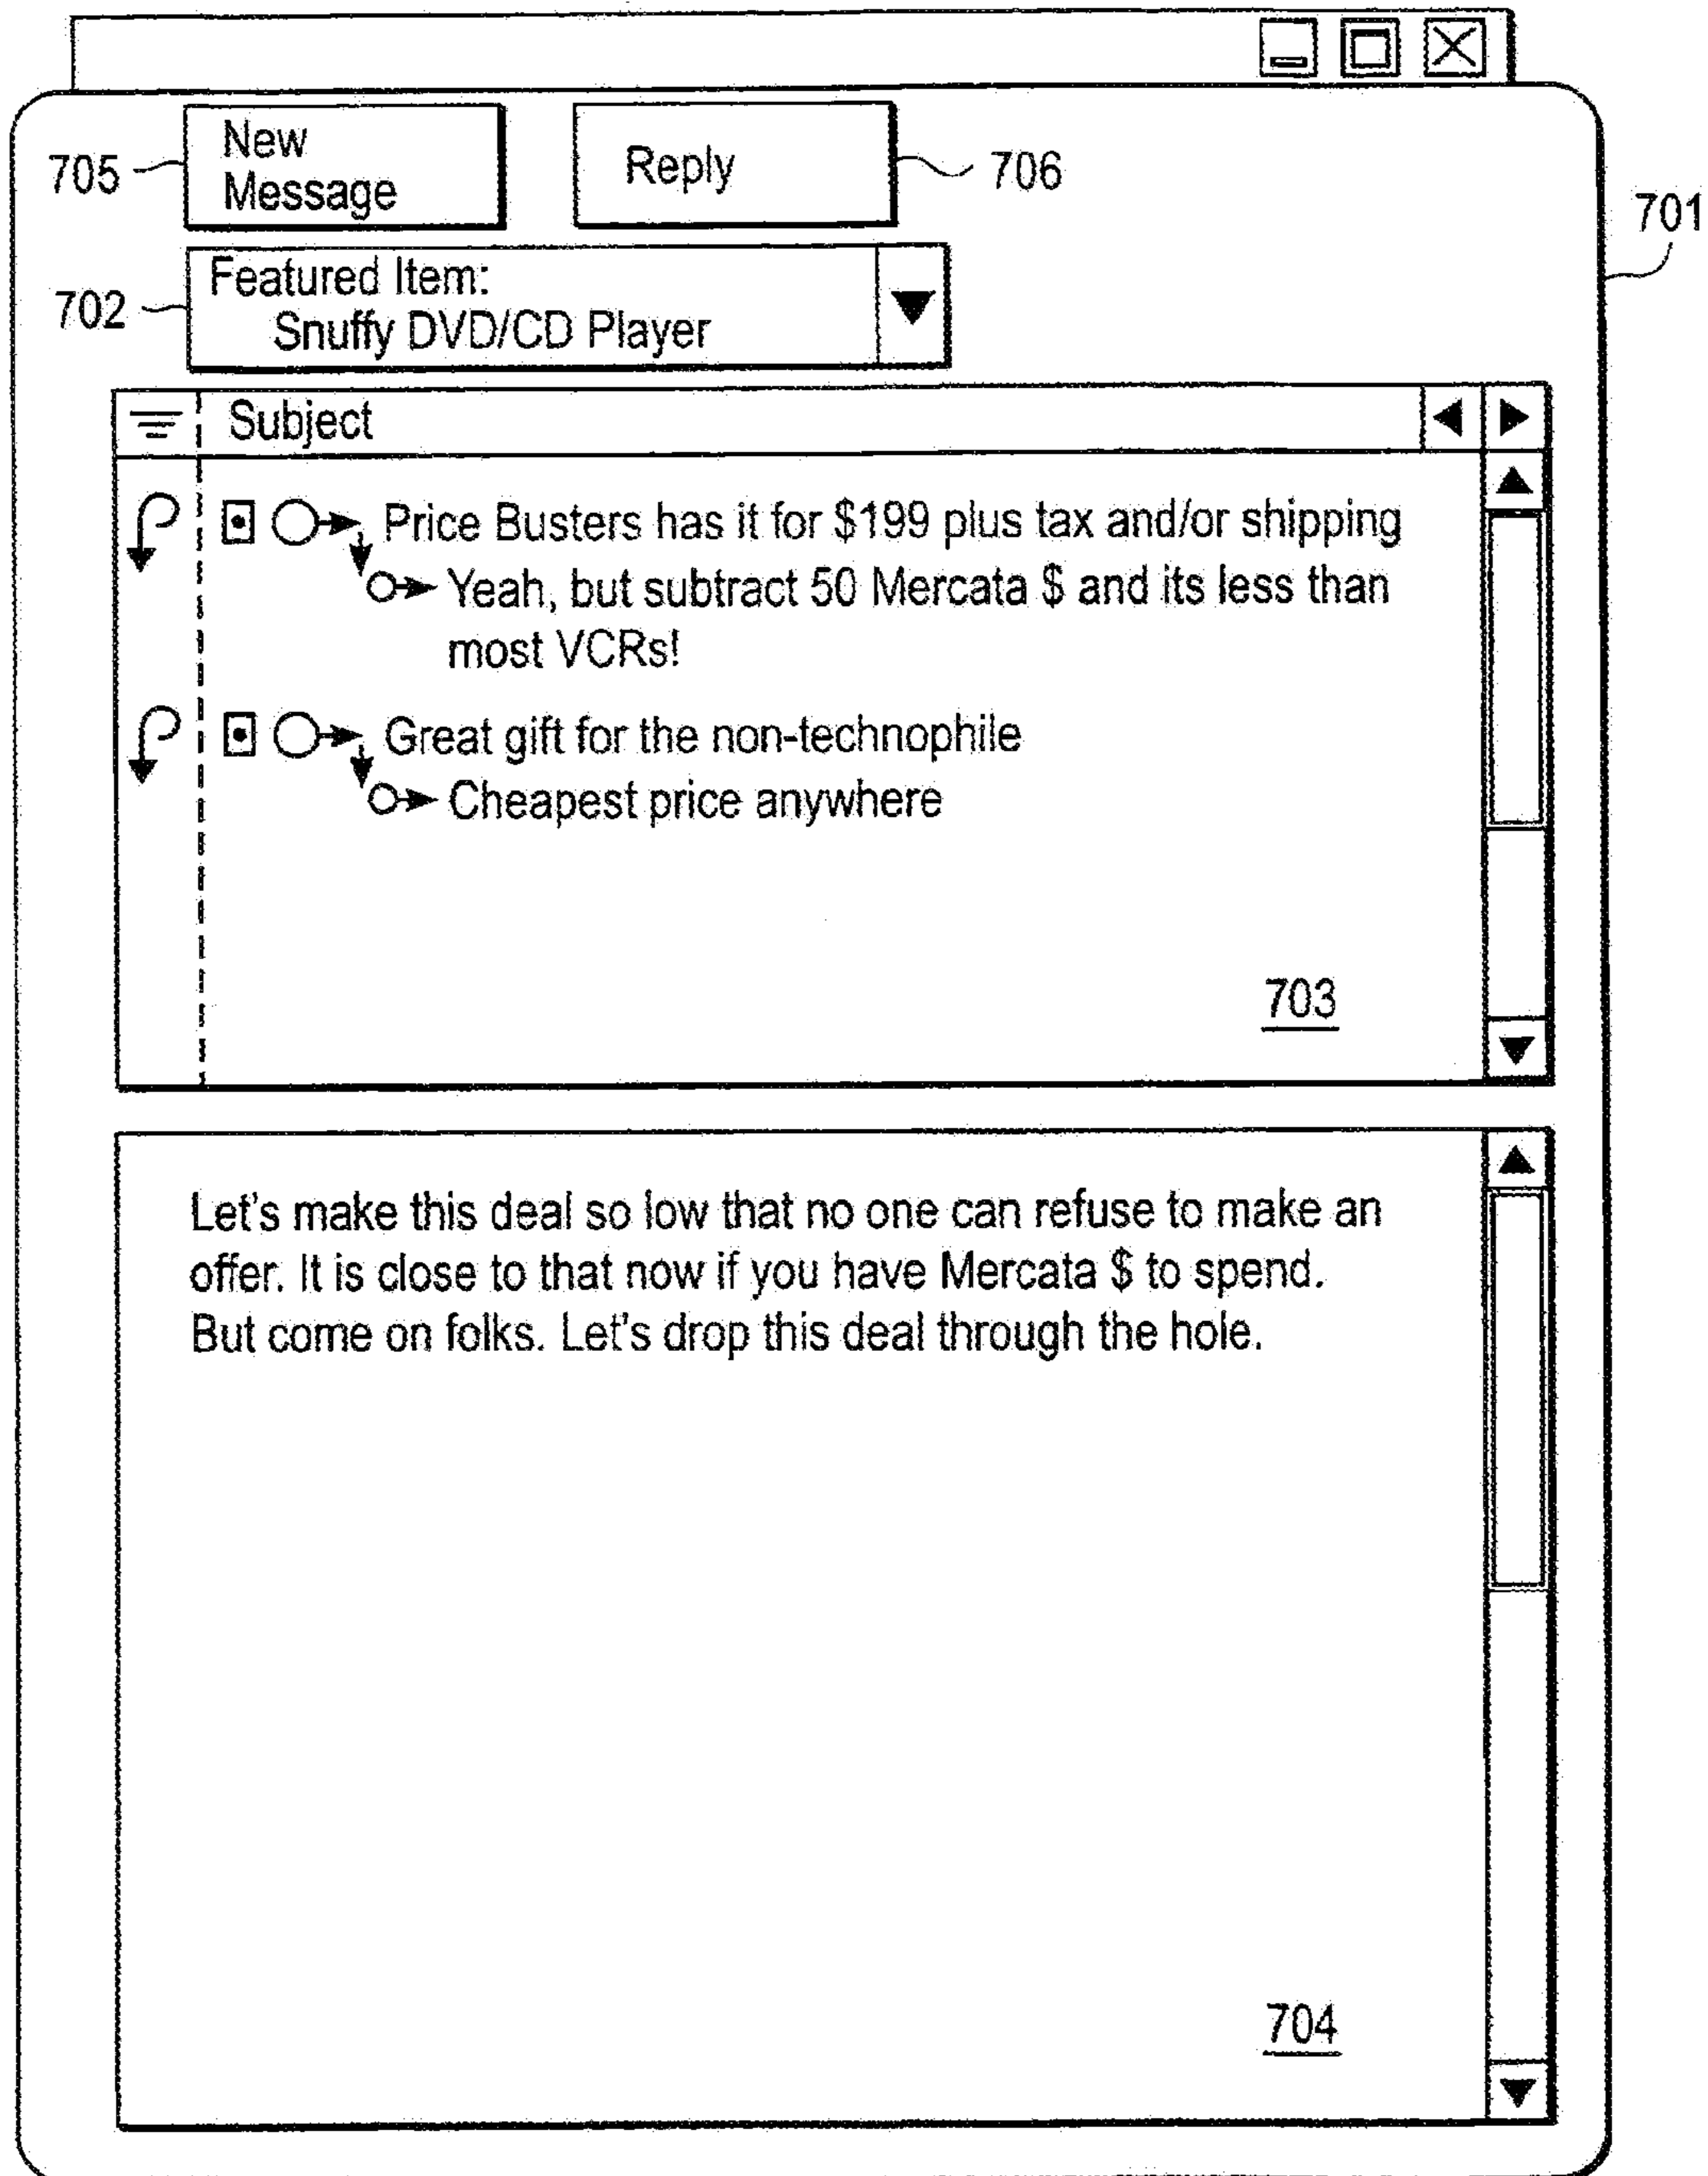 New
Message
705
Reply
706
701
Featured Item:
Snuffy DVD/CD Player
702
Subject
Price Busters has it for $199 plus tax and/or shipping
Yeah, but subtract 50 Mercata $ and its less than
most VCRs!
Great gift for the non-technophile
Cheapest price anywhere
703
Let's make this deal so low that no one can refuse to make an
offer. It is close to that now if you have Mercata $ to spend.
But come on folks. Let's drop this deal through the hole.
704